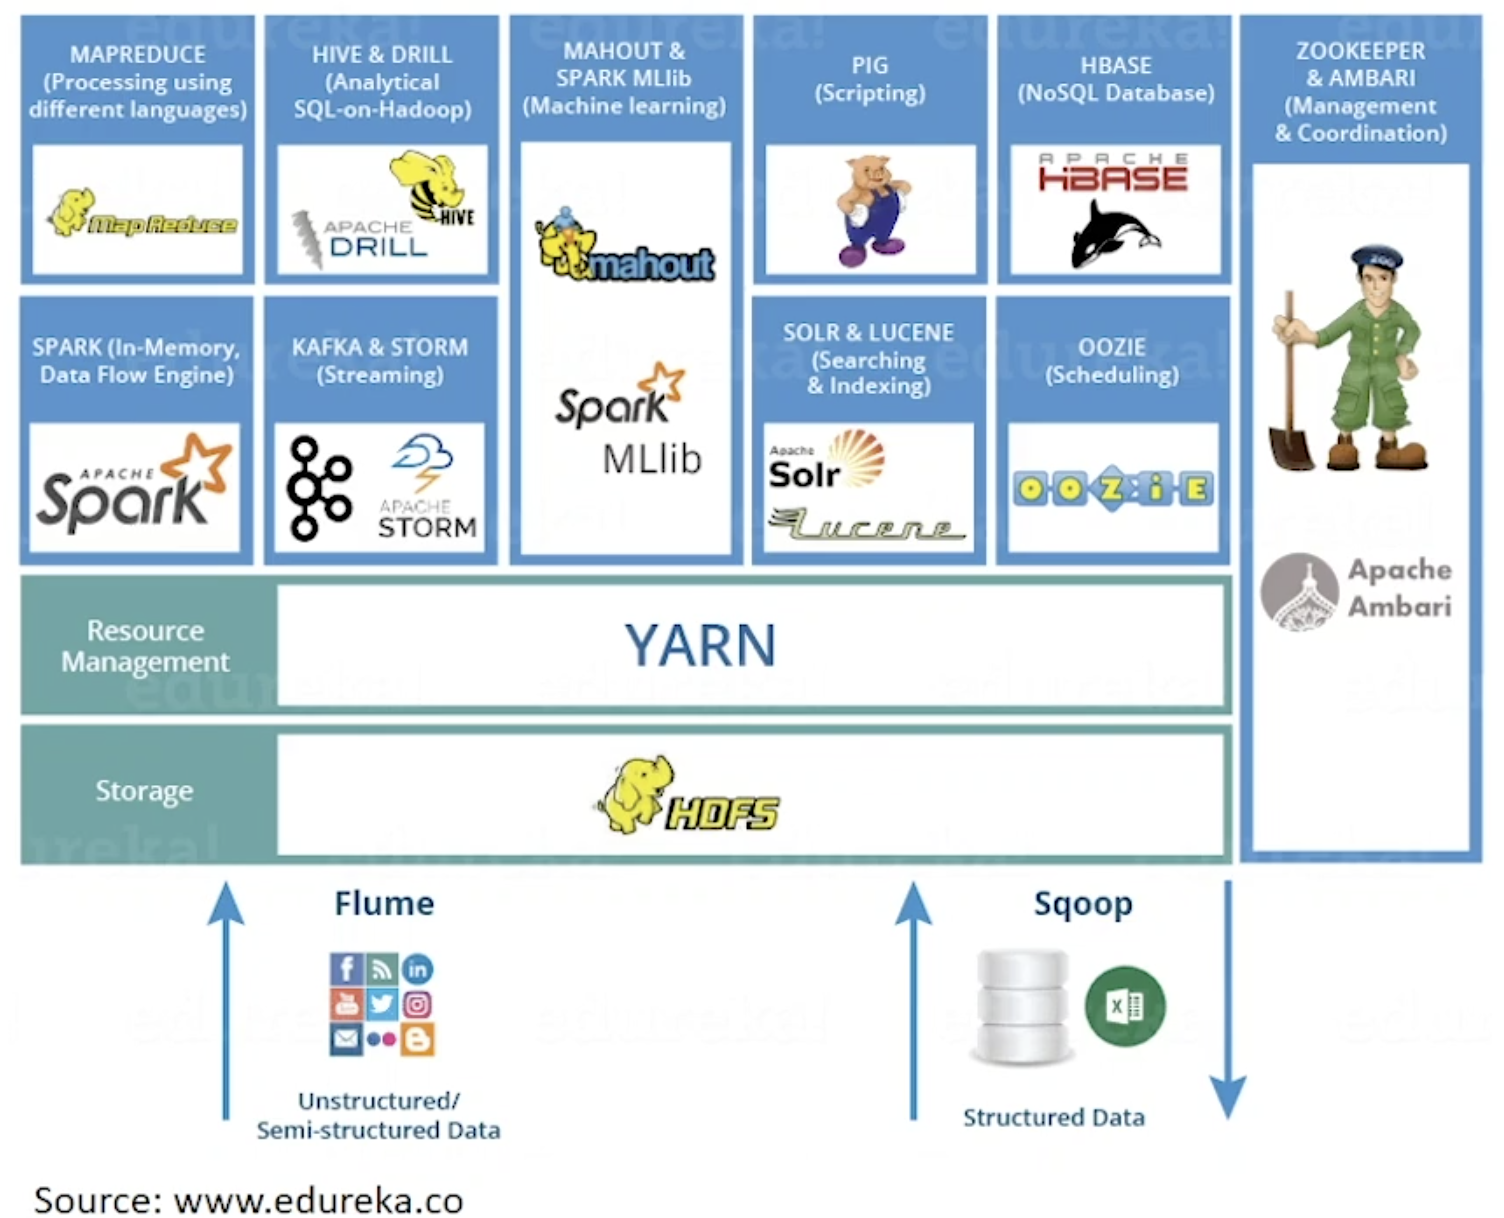 MAPREDUCE
(Processing using
different languages)
Map Reduce
HIVE & DRILL
(Analytical
SQL-on-Hadoop)
HIVE
APACHE
DRILL
MAHOUT &
SPARK MLlib
(Machine learning)
mahout
Spark
MLlib
PIG
(Scripting)
HBASE
(NoSQL Database)
APACHE
HBASE
ZOOKEEPER
& AMBARI
(Management
& Coordination)
ZOO
Apache
Ambari
SPARK (In-Memory,
Data Flow Engine)
APACHE
Spark
KAFKA & STORM
(Streaming)
APACHE
STORM
SOLR & LUCENE
(Searching
& Indexing)
Apache
Solr
Lucene
OOZIE
(Scheduling)
OOZiE
Resource
Management
YARN
Storage
HDFS
Flume
Unstructured/
Semi-structured Data
Sqoop
Structured Data
Source: www.edureka.co